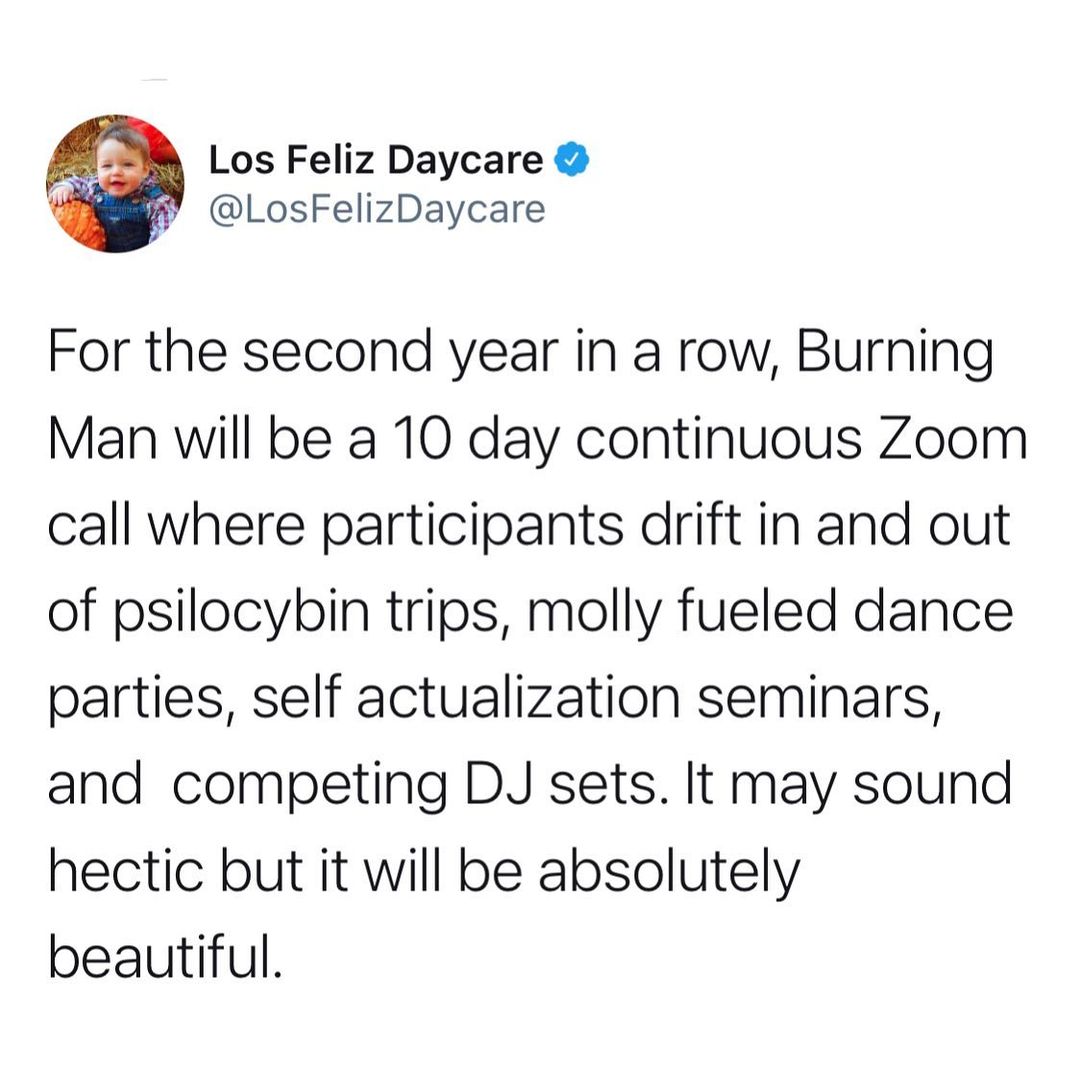 Los Feliz Daycare
@LosFelizDaycare
For the second year in a row, Burning
Man will be a 10 day continuous Zoom
call where participants drift in and out
of psilocybin trips, molly fueled dance
parties, self actualization seminars,
and  competing DJ sets. It may sound
hectic but it will be absolutely
beautiful.